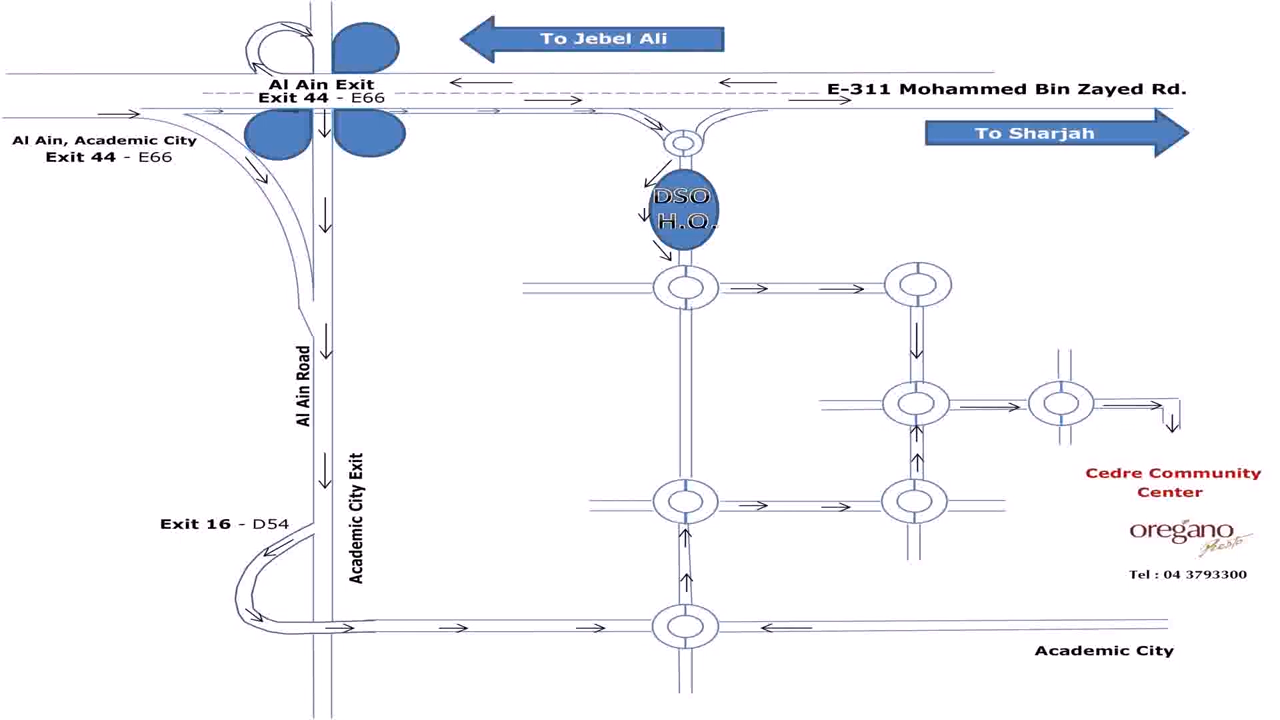 To Jebel Ali
Al Ain Exit
Exit 44 - E66
E-311 Mohammed Bin Zayed Rd.
To Sharjah
Al Ain, Academic City
Exit 44 - E66
DSO
H.Q.
Al Ain Road
Academic City Exit
Cedre Community
Center
Exit 16 - D54
oregano
Presto
Tel : 04 3793300
Academic City